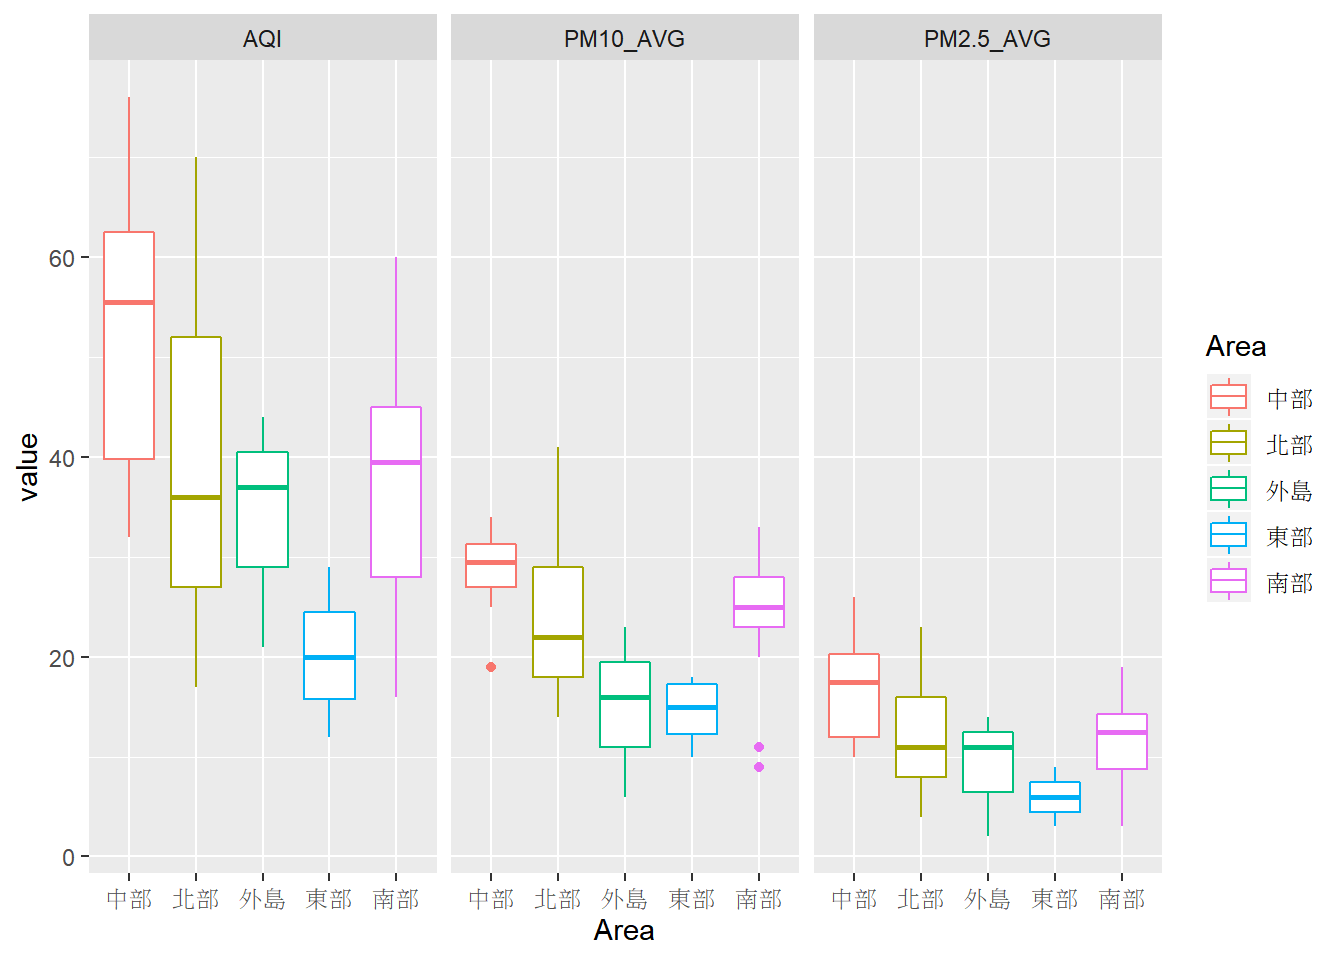 AQI PM10_AVG PM2.5_AVG
value
60
40
20
0
中部 北部 外島 東部 南部 中部 北部 外島 東部 南部 中部 北部 外島 東部 南部
Area
Area
中部
北部
外島
東部
南部